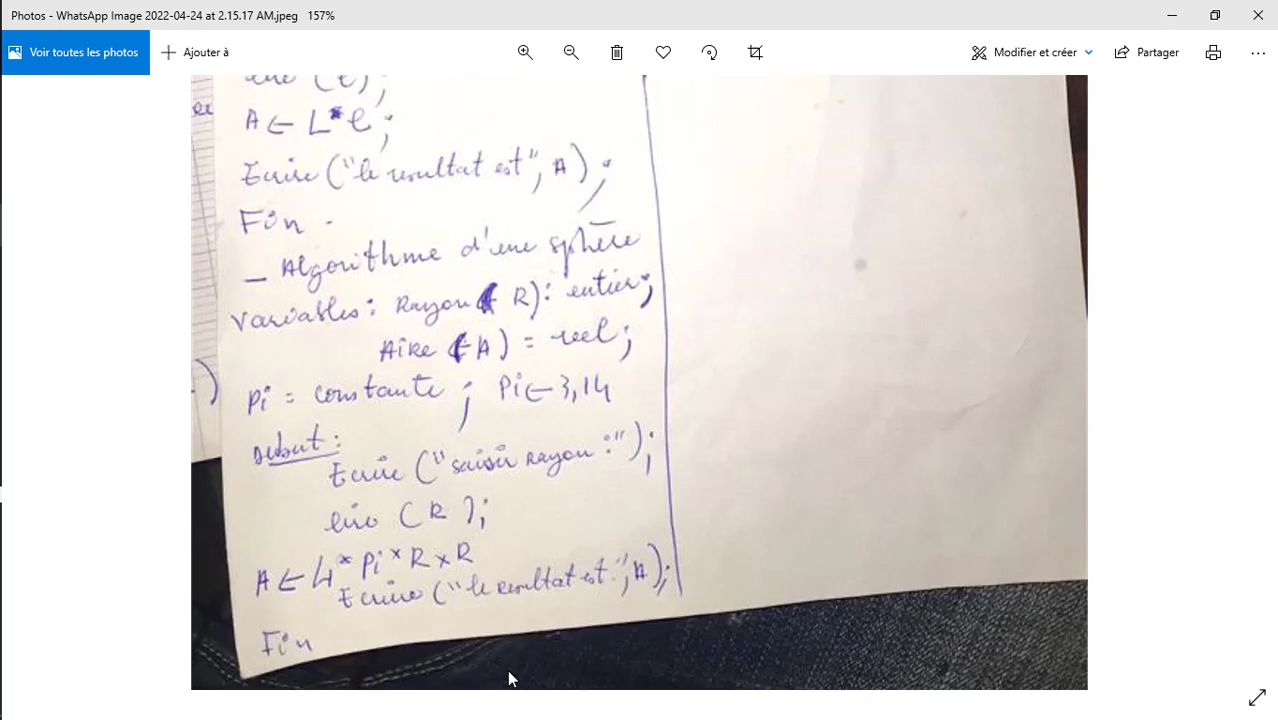 Photos - WhatsApp Image 2022-04-24 at 2.15.17 AM.jpeg 157%
Voir toutes les photos
Ajouter à
Modifier et créer
Partager
(l);
A ← L*l;
Ecrire ("le resultat est", A);
Fin.
- Algorithme d'une sphère
Variables: Rayon (R): entier;
Aire (A) = reel;
Pi = constante; Pi ← 3,14
Debut:
Ecrire ("saisir rayon:");
lire (R);
A ← 4* Pi * R x R
Ecrire ("le resultat est:", A);
Fin